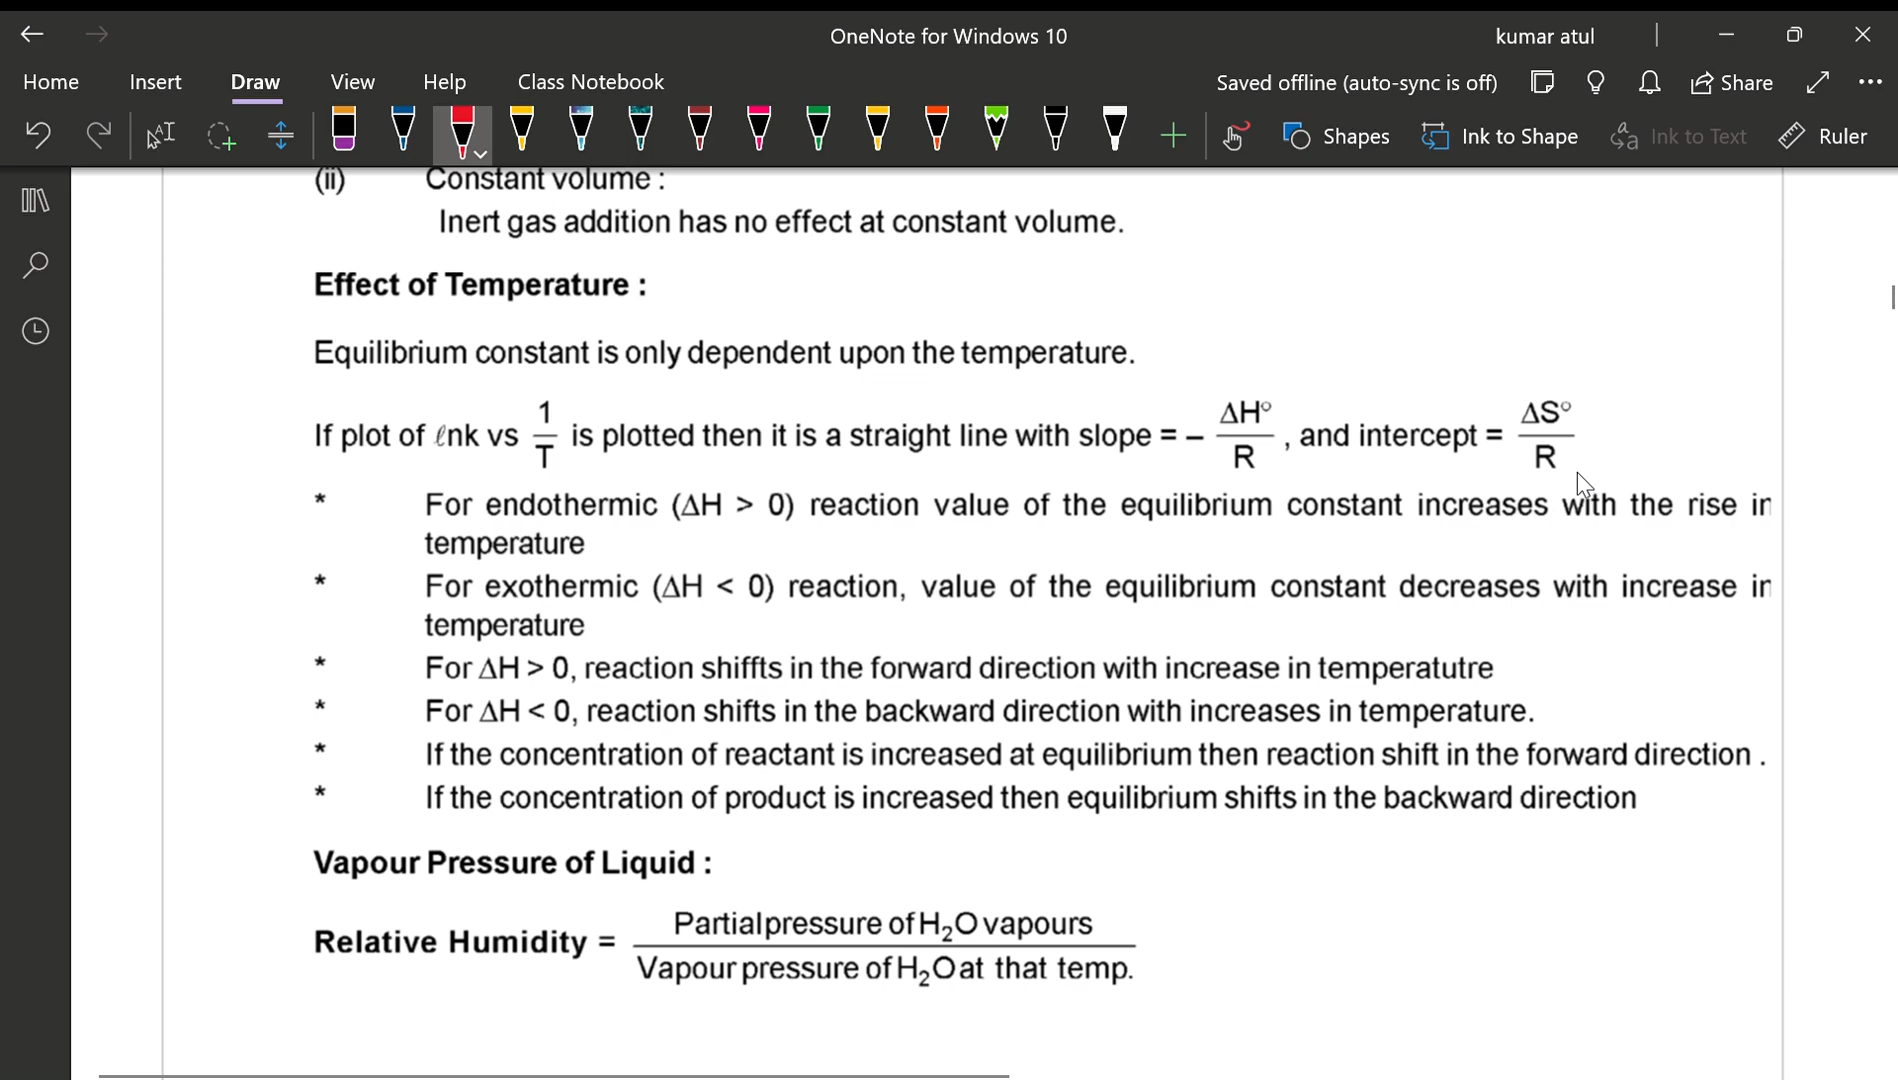 OneNote for Windows 10
kumar atul
Home Insert Draw View Help Class Notebook
Saved offline (auto-sync is off) Share
Shapes Ink to Shape Ink to Text Ruler
(ii) Constant volume :
Inert gas addition has no effect at constant volume.
Effect of Temperature :
Equilibrium constant is only dependent upon the temperature.
If plot of ℓnk vs 1/T is plotted then it is a straight line with slope = – ΔH°/R , and intercept = ΔS°/R
* For endothermic (ΔH > 0) reaction value of the equilibrium constant increases with the rise in
temperature
* For exothermic (ΔH < 0) reaction, value of the equilibrium constant decreases with increase in
temperature
* For ΔH > 0, reaction shiffts in the forward direction with increase in temperatutre
* For ΔH < 0, reaction shifts in the backward direction with increases in temperature.
* If the concentration of reactant is increased at equilibrium then reaction shift in the forward direction .
* If the concentration of product is increased then equilibrium shifts in the backward direction
Vapour Pressure of Liquid :
Relative Humidity = Partial pressure of H₂O vapours / Vapour pressure of H₂O at that temp.